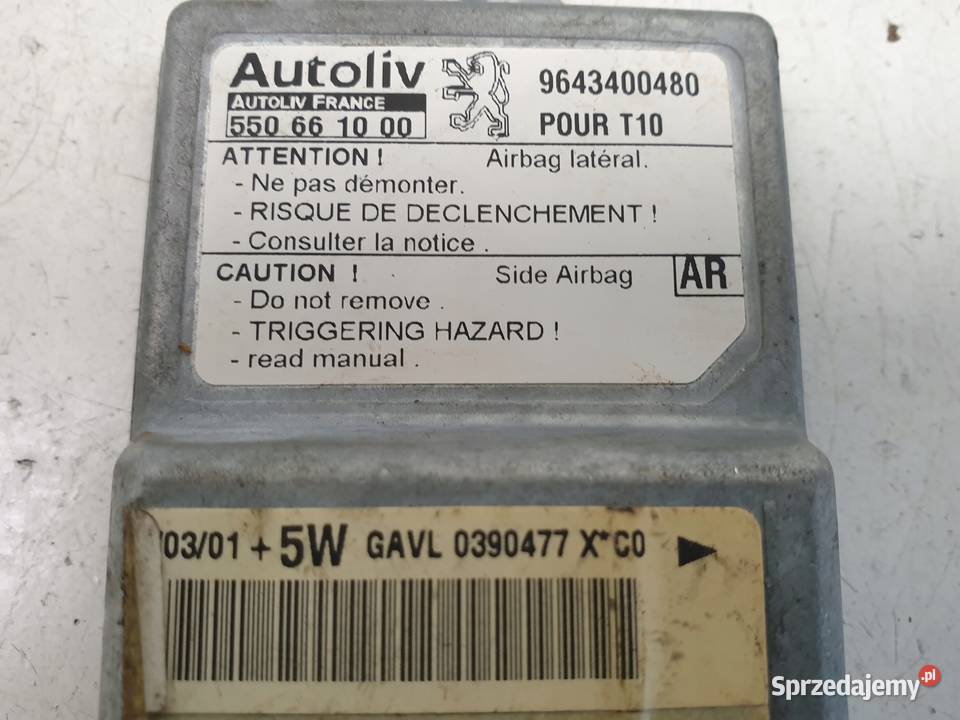 Autoliv
AUTOLIV FRANCE
550 66 10 00
9643400480
POUR T10
ATTENTION ! Airbag latéral.
- Ne pas démonter.
- RISQUE DE DECLENCHEMENT !
- Consulter la notice .
CAUTION ! Side Airbag AR
- Do not remove .
- TRIGGERING HAZARD !
- read manual .
/03/01 + 5W GAVL 0390477 X*C0
Sprzedajemy.pl